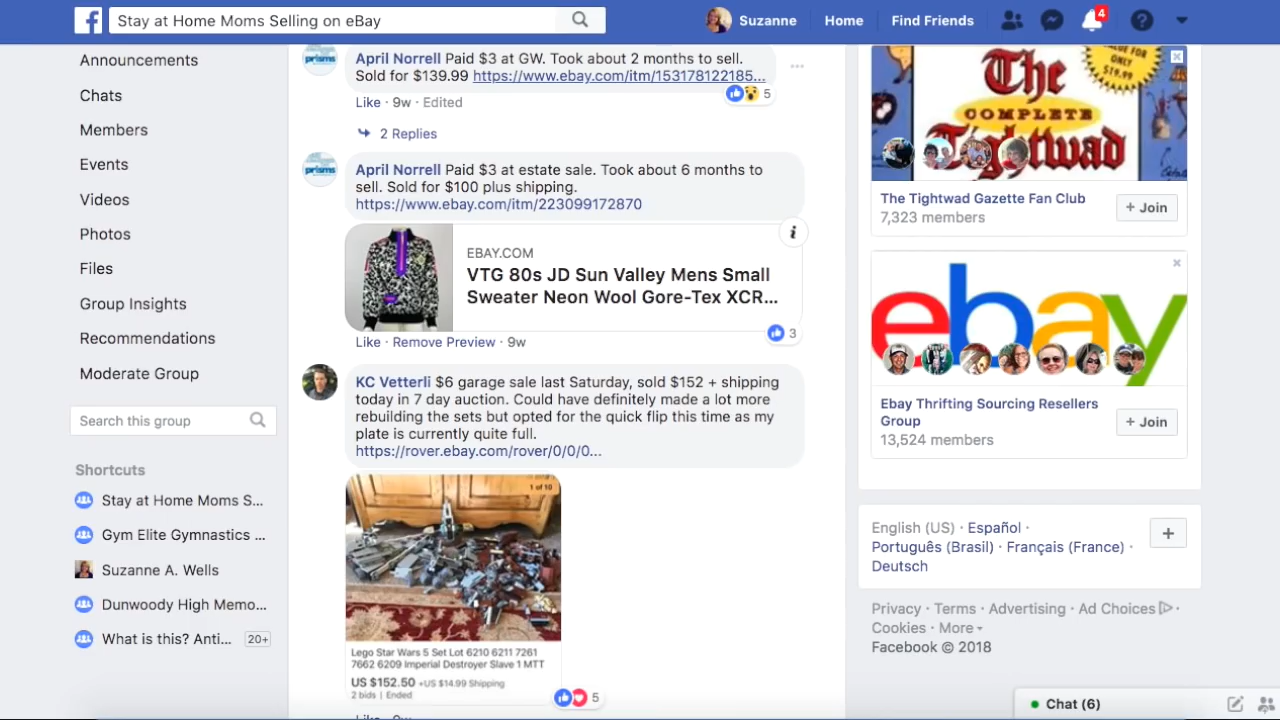 Stay at Home Moms Selling on eBay
Suzanne
Home
Find Friends
4
Announcements
Chats
Members
Events
Videos
Photos
Files
Group Insights
Recommendations
Moderate Group
Search this group
Shortcuts
Stay at Home Moms S...
Gym Elite Gymnastics ...
Suzanne A. Wells
Dunwoody High Memo...
What is this? Anti... 20+
prisms
April Norrell Paid $3 at GW. Took about 2 months to sell.
Sold for $139.99 https://www.ebay.com/itm/153178122185...
5
Like · 9w · Edited
2 Replies
prisms
April Norrell Paid $3 at estate sale. Took about 6 months to
sell. Sold for $100 plus shipping.
https://www.ebay.com/itm/223099172870
EBAY.COM
VTG 80s JD Sun Valley Mens Small
Sweater Neon Wool Gore-Tex XCR...
3
Like · Remove Preview · 9w
KC Vetterli $6 garage sale last Saturday, sold $152 + shipping
today in 7 day auction. Could have definitely made a lot more
rebuilding the sets but opted for the quick flip this time as my
plate is currently quite full.
https://rover.ebay.com/rover/0/0/0...
1 of 10
Lego Star Wars 5 Set Lot 6210 6211 7261
7662 6209 Imperial Destroyer Slave 1 MTT
US $152.50 +US $14.99 Shipping
2 bids | Ended
5
The
COMPLETE
Tightwad
VALUE FOR
ONLY
$19.99
The Tightwad Gazette Fan Club
7,323 members
+ Join
ebay
Ebay Thrifting Sourcing Resellers
Group
13,524 members
+ Join
English (US) · Español ·
Português (Brasil) · Français (France) ·
Deutsch
Privacy · Terms · Advertising · Ad Choices ·
Cookies · More
Facebook © 2018
Chat (6)